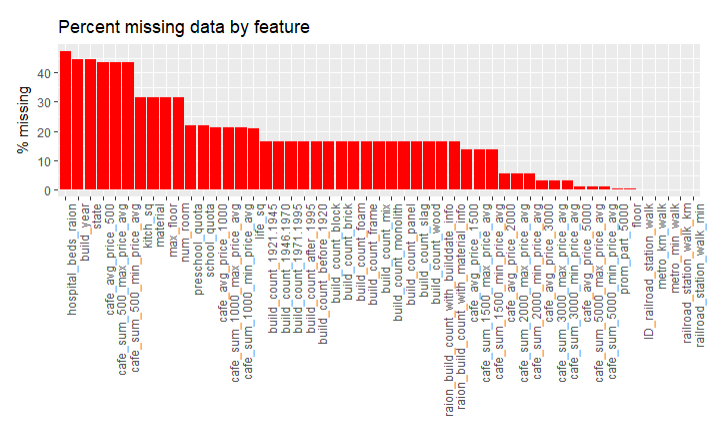 Percent missing data by feature
% missing
40
30
20
10
0
hospital_beds_raion
build_year
state
cafe_avg_price_500
cafe_sum_500_max_price_avg
cafe_sum_500_min_price_avg
kitch_sq
material
max_floor
num_room
preschool_quota
school_quota
cafe_avg_price_1000
cafe_sum_1000_max_price_avg
cafe_sum_1000_min_price_avg
life_sq
build_count_1921.1945
build_count_1946.1970
build_count_1971.1995
build_count_after_1995
build_count_before_1920
build_count_block
build_count_brick
build_count_foam
build_count_frame
build_count_mix
build_count_monolith
build_count_panel
build_count_slag
build_count_wood
raion_build_count_with_builddate_info
raion_build_count_with_material_info
cafe_avg_price_1500
cafe_sum_1500_max_price_avg
cafe_sum_1500_min_price_avg
cafe_avg_price_2000
cafe_sum_2000_max_price_avg
cafe_sum_2000_min_price_avg
cafe_avg_price_3000
cafe_sum_3000_max_price_avg
cafe_sum_3000_min_price_avg
cafe_avg_price_5000
cafe_sum_5000_max_price_avg
cafe_sum_5000_min_price_avg
prom_part_5000
floor
ID_railroad_station_walk
metro_km_walk
metro_min_walk
railroad_station_walk_km
railroad_station_walk_min